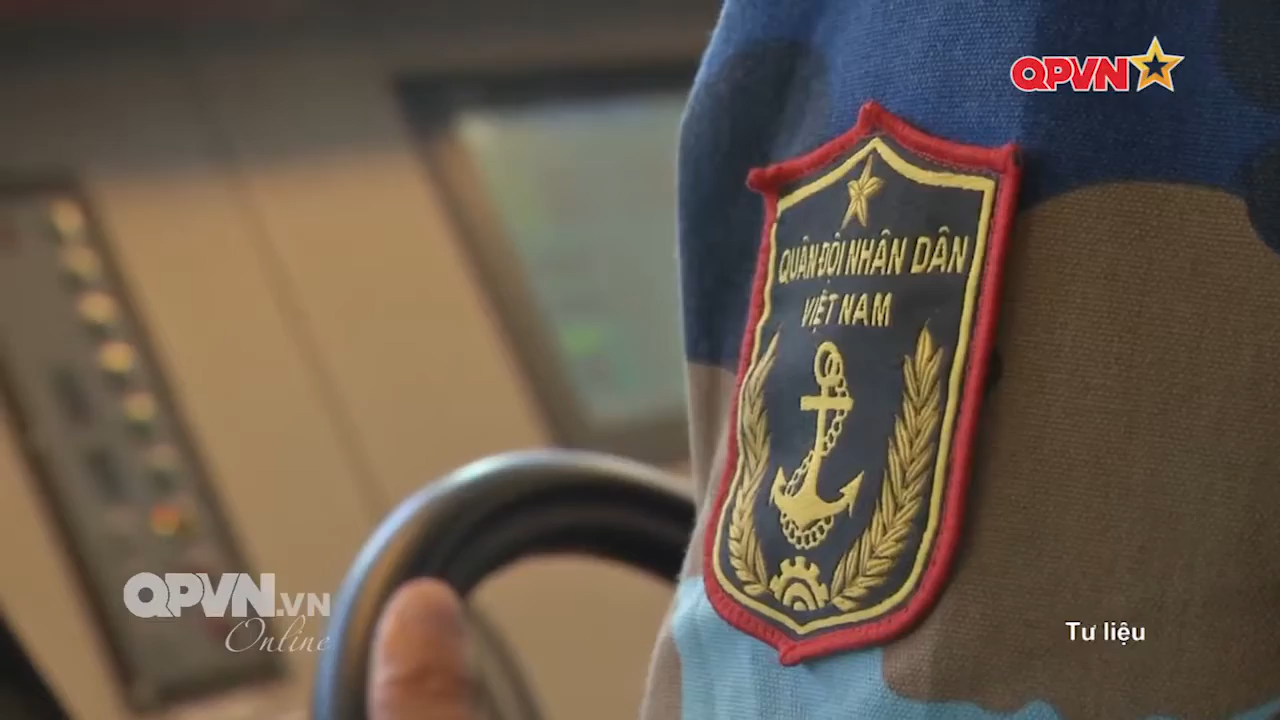 QPVN
QUÂN ĐỘI NHÂN DÂN
VIỆT NAM
QPVN.VN
Online
Tư liệu